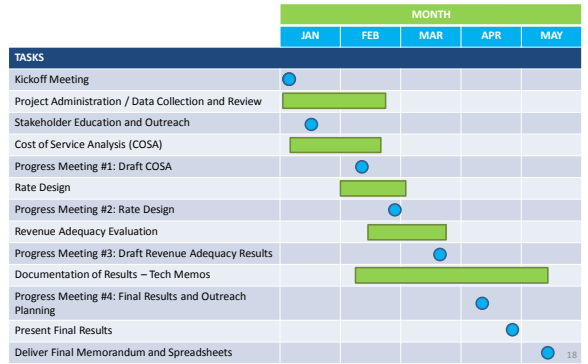 MONTH
JAN FEB MAR APR MAY
TASKS
Kickoff Meeting
Project Administration / Data Collection and Review
Stakeholder Education and Outreach
Cost of Service Analysis (COSA)
Progress Meeting #1: Draft COSA
Rate Design
Progress Meeting #2: Rate Design
Revenue Adequacy Evaluation
Progress Meeting #3: Draft Revenue Adequacy Results
Documentation of Results – Tech Memos
Progress Meeting #4: Final Results and Outreach
Planning
Present Final Results
Deliver Final Memorandum and Spreadsheets
18